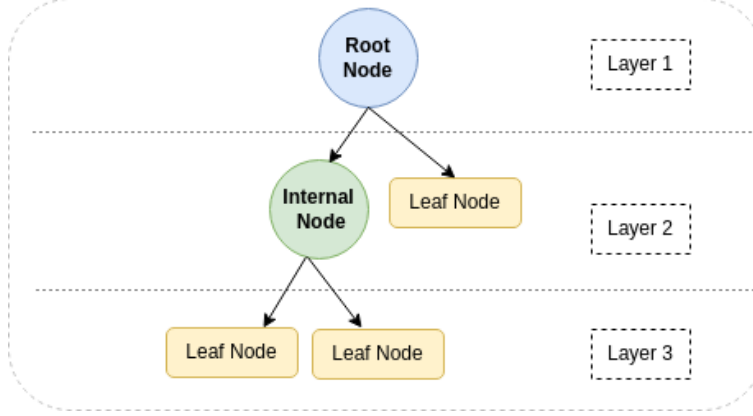 Root
Node
Layer 1
Internal
Node
Leaf Node
Layer 2
Leaf Node
Leaf Node
Layer 3